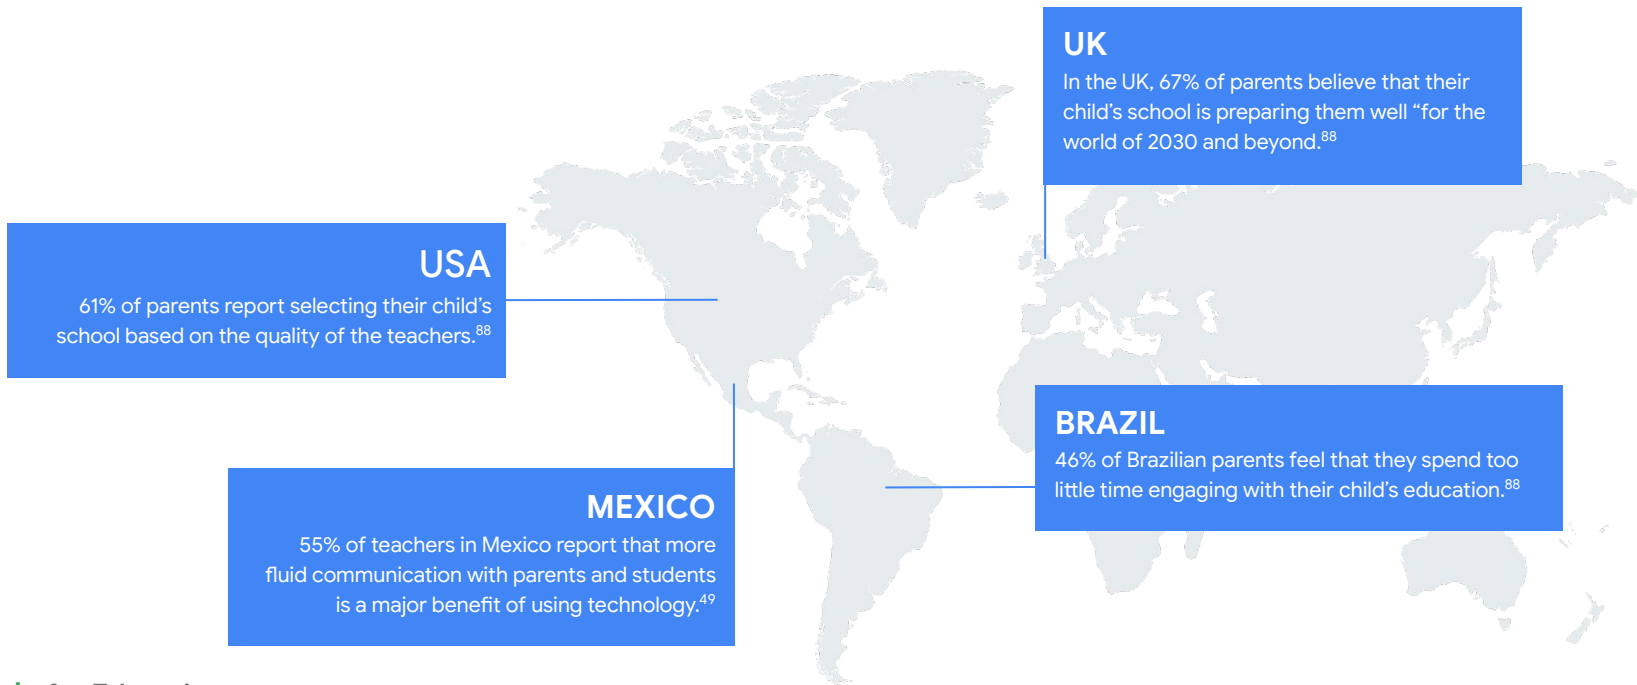 UK
In the UK, 67% of parents believe that their
child's school is preparing them well “for the
world of 2030 and beyond.88
USA
61% of parents report selecting their child's
school based on the quality of the teachers.88
BRAZIL
46% of Brazilian parents feel that they spend too
little time engaging with their child's education.88
MEXICO
55% of teachers in Mexico report that more
fluid communication with parents and students
is a major benefit of using technology.49